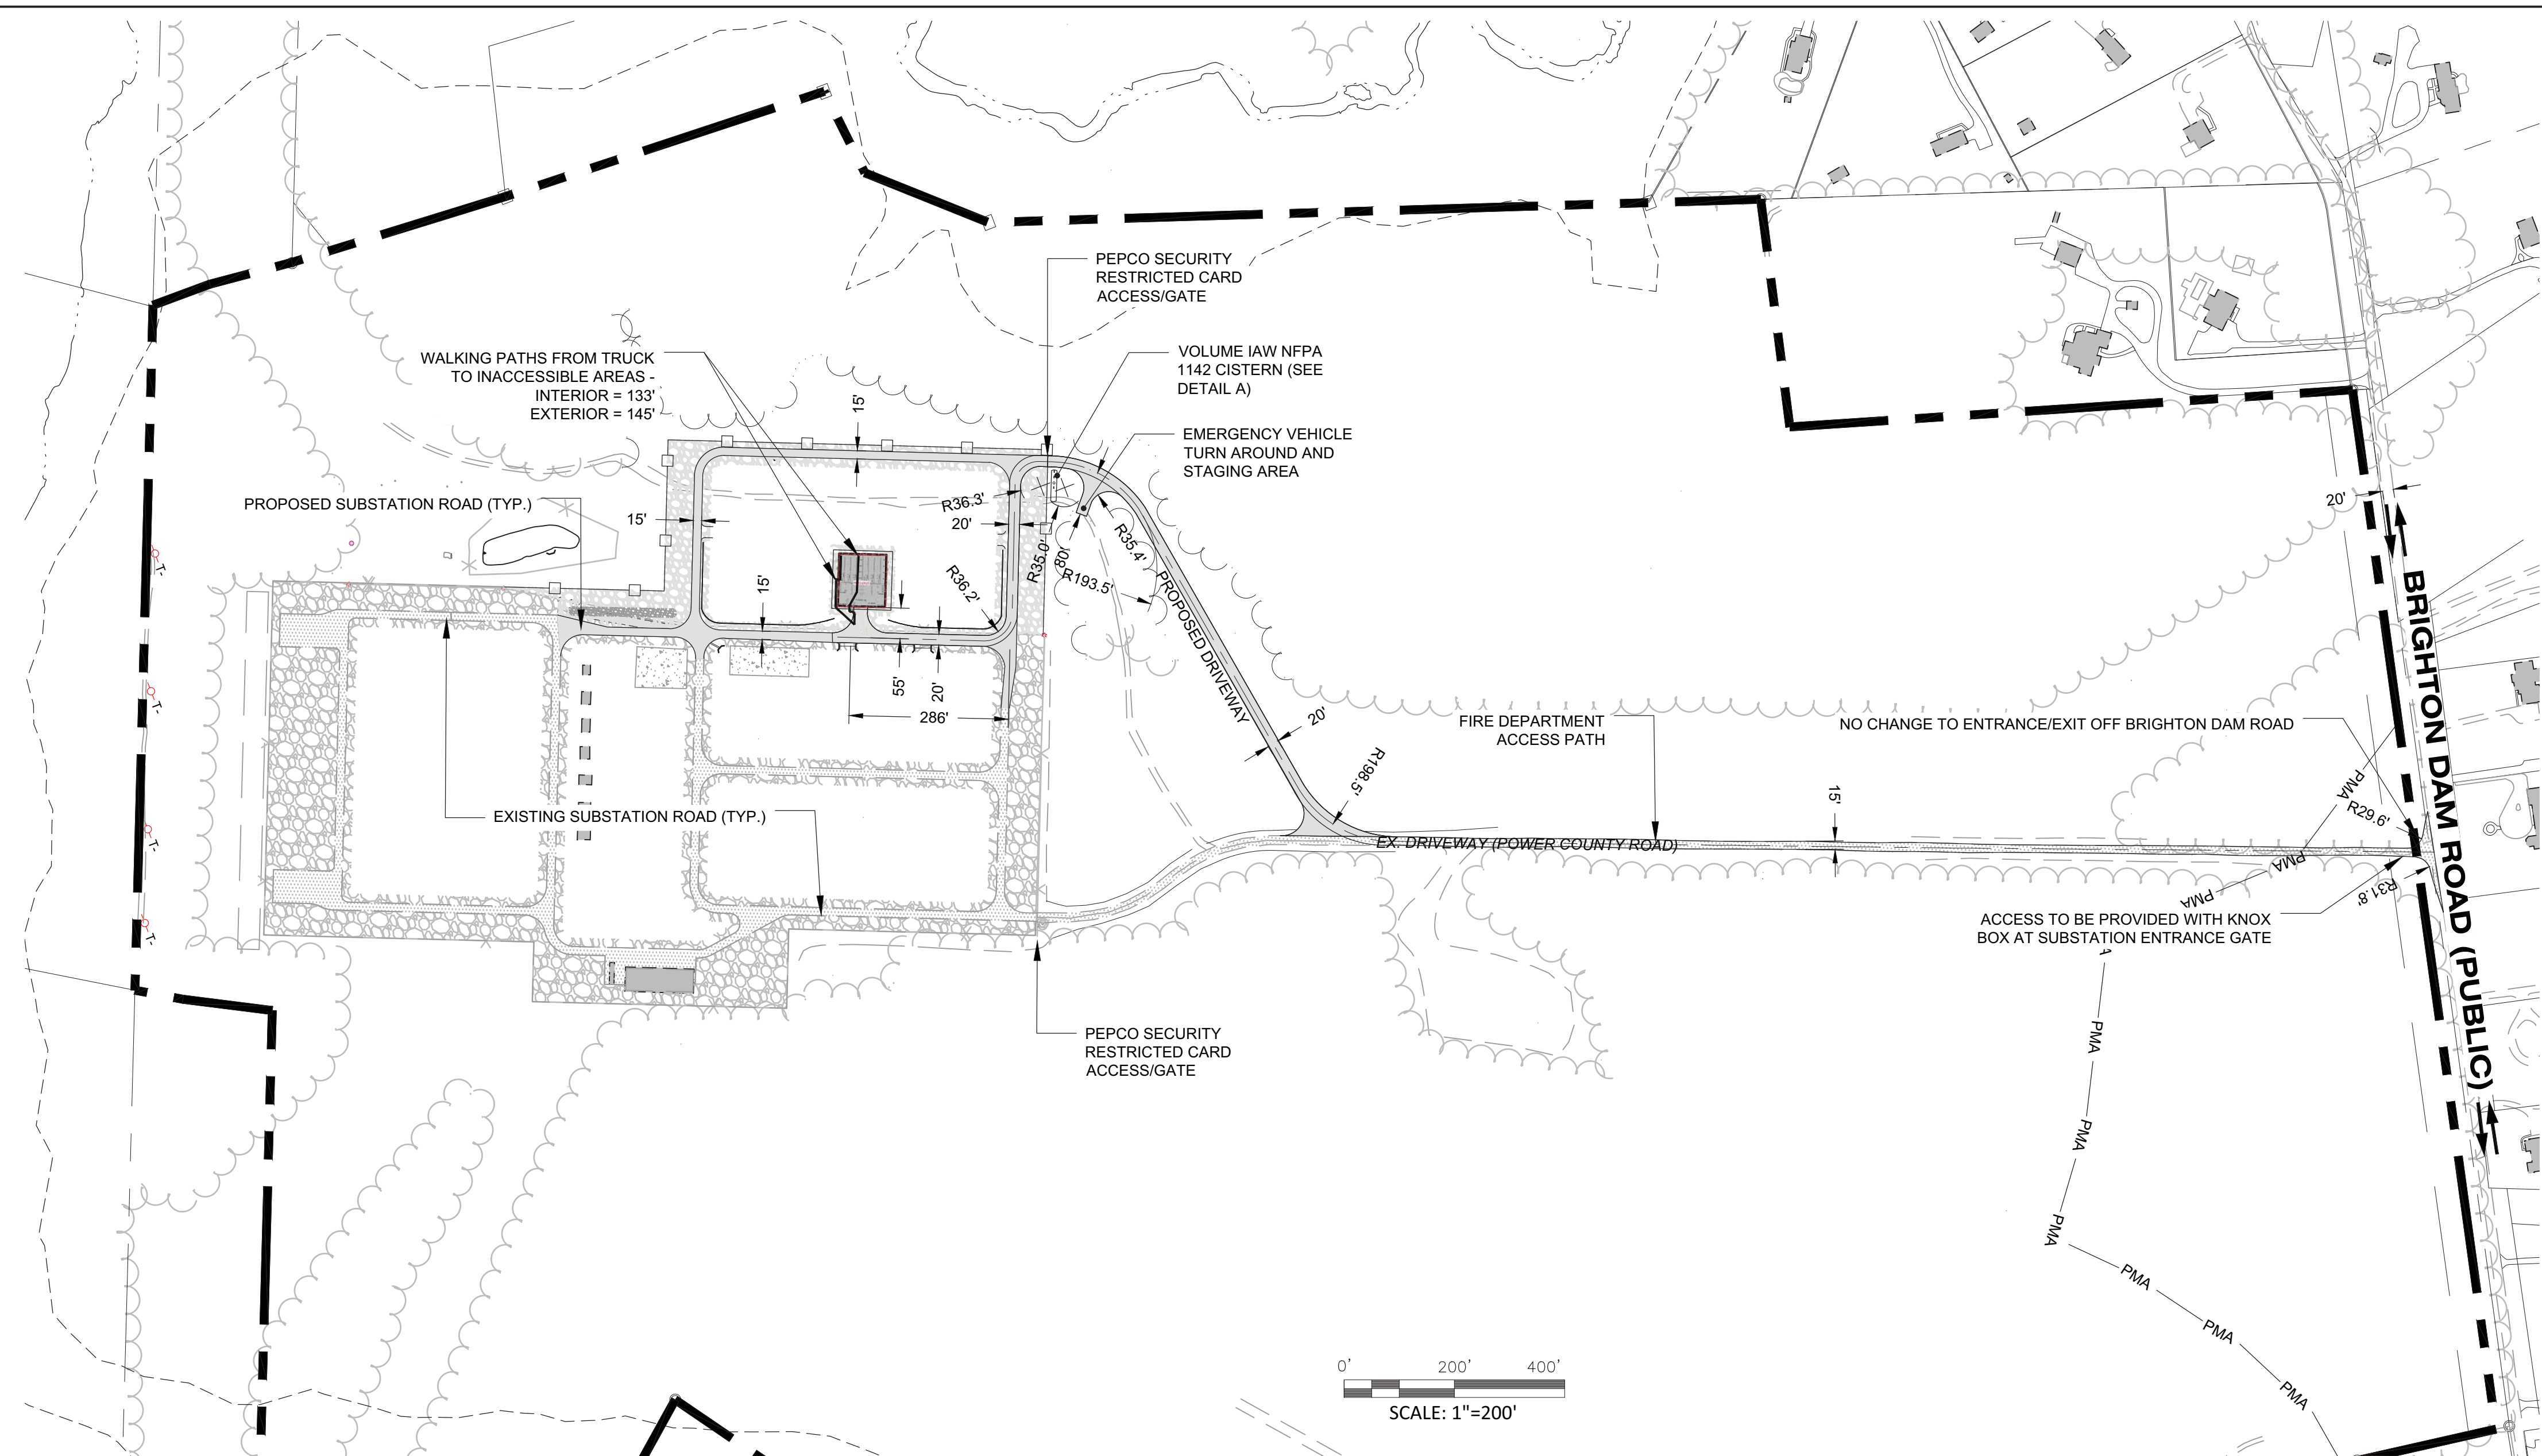 PEPCO SECURITY
RESTRICTED CARD
ACCESS/GATE
WALKING PATHS FROM TRUCK
TO INACCESSIBLE AREAS -
INTERIOR = 133'
EXTERIOR = 145'
VOLUME IAW NFPA
1142 CISTERN (SEE
DETAIL A)
15'
EMERGENCY VEHICLE
TURN AROUND AND
STAGING AREA
PROPOSED SUBSTATION ROAD (TYP.)
15'
R36.3'
20'
20'
R35.4'
R35.0'
80'
R193.5'
R36.2'
15'
PROPOSED DRIVEWAY
BRIGHTON DAM ROAD (PUBLIC)
55'
20'
286'
20'
FIRE DEPARTMENT
ACCESS PATH
NO CHANGE TO ENTRANCE/EXIT OFF BRIGHTON DAM ROAD
R198.5'
PMA
15'
R29.6'
EXISTING SUBSTATION ROAD (TYP.)
EX. DRIVEWAY (POWER COUNTY ROAD)
PMA
PMA
R31.8'
ACCESS TO BE PROVIDED WITH KNOX
BOX AT SUBSTATION ENTRANCE GATE
T-
T-
T-
T-
PEPCO SECURITY
RESTRICTED CARD
ACCESS/GATE
A
PMA
PMA
PMA
PMA
PMA
PMA
0' 200' 400'
SCALE: 1"=200'